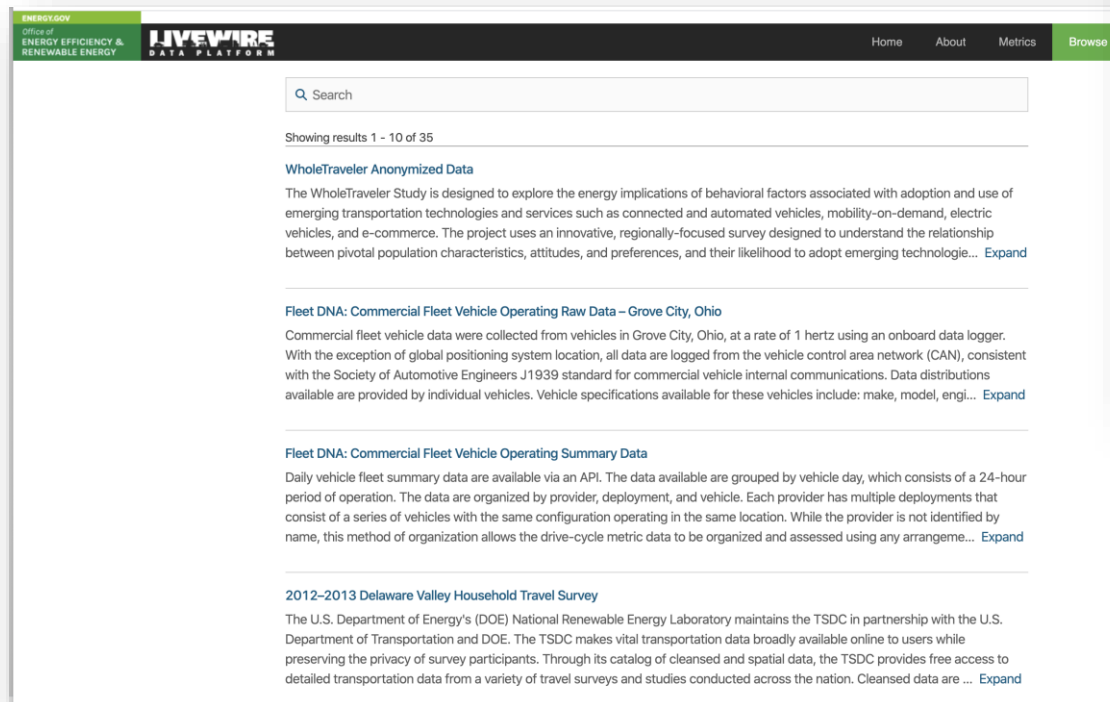 ENERGY.GOV
Office of
ENERGY EFFICIENCY &
RENEWABLE ENERGY
LIVEWIRE
DATA PLATFORM
Home About Metrics Browse
Search
Showing results 1 - 10 of 35
WholeTraveler Anonymized Data
The WholeTraveler Study is designed to explore the energy implications of behavioral factors associated with adoption and use of
emerging transportation technologies and services such as connected and automated vehicles, mobility-on-demand, electric
vehicles, and e-commerce. The project uses an innovative, regionally-focused survey designed to understand the relationship
between pivotal population characteristics, attitudes, and preferences, and their likelihood to adopt emerging technologie... Expand
Fleet DNA: Commercial Fleet Vehicle Operating Raw Data – Grove City, Ohio
Commercial fleet vehicle data were collected from vehicles in Grove City, Ohio, at a rate of 1 hertz using an onboard data logger.
With the exception of global positioning system location, all data are logged from the vehicle control area network (CAN), consistent
with the Society of Automotive Engineers J1939 standard for commercial vehicle internal communications. Data distributions
available are provided by individual vehicles. Vehicle specifications available for these vehicles include: make, model, engi... Expand
Fleet DNA: Commercial Fleet Vehicle Operating Summary Data
Daily vehicle fleet summary data are available via an API. The data available are grouped by vehicle day, which consists of a 24-hour
period of operation. The data are organized by provider, deployment, and vehicle. Each provider has multiple deployments that
consist of a series of vehicles with the same configuration operating in the same location. While the provider is not identified by
name, this method of organization allows the drive-cycle metric data to be organized and assessed using any arrangeme... Expand
2012–2013 Delaware Valley Household Travel Survey
The U.S. Department of Energy's (DOE) National Renewable Energy Laboratory maintains the TSDC in partnership with the U.S.
Department of Transportation and DOE. The TSDC makes vital transportation data broadly available online to users while
preserving the privacy of survey participants. Through its catalog of cleansed and spatial data, the TSDC provides free access to
detailed transportation data from a variety of travel surveys and studies conducted across the nation. Cleansed data are ... Expand